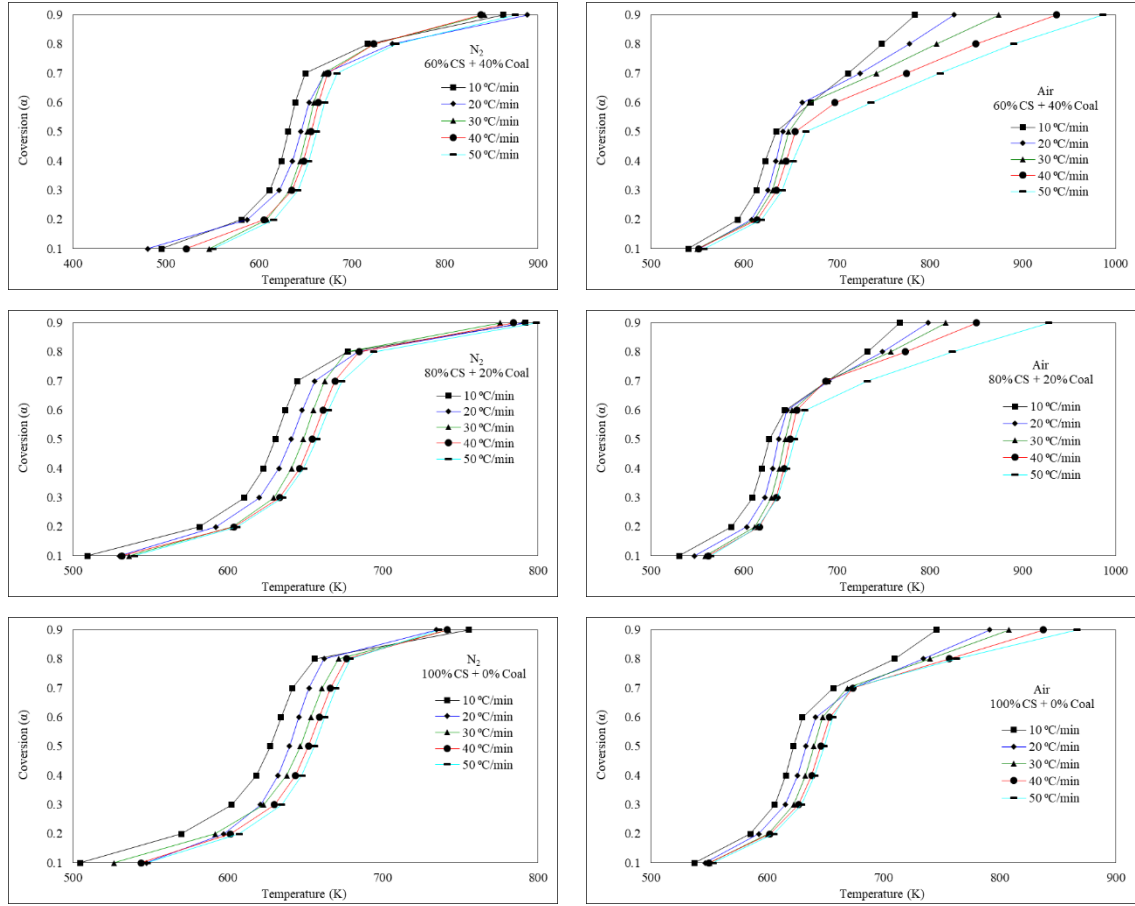 0.9
0.8
0.7
0.6
0.5
0.4
0.3
0.2
0.1
Coversion (α)
400 500 600 700 800 900
Temperature (K)
N2
60% CS + 40% Coal
10 ºC/min
20 ºC/min
30 ºC/min
40 ºC/min
50 ºC/min
0.9
0.8
0.7
0.6
0.5
0.4
0.3
0.2
0.1
Coversion (α)
500 600 700 800 900 1000
Temperature (K)
Air
60% CS + 40% Coal
10 ºC/min
20 ºC/min
30 ºC/min
40 ºC/min
50 ºC/min
0.9
0.8
0.7
0.6
0.5
0.4
0.3
0.2
0.1
Coversion (α)
500 600 700 800
Temperature (K)
N2
80% CS + 20% Coal
10 ºC/min
20 ºC/min
30 ºC/min
40 ºC/min
50 ºC/min
0.9
0.8
0.7
0.6
0.5
0.4
0.3
0.2
0.1
Coversion (α)
500 600 700 800 900 1000
Temperature (K)
Air
80% CS + 20% Coal
10 ºC/min
20 ºC/min
30 ºC/min
40 ºC/min
50 ºC/min
0.9
0.8
0.7
0.6
0.5
0.4
0.3
0.2
0.1
Coversion (α)
500 600 700 800
Temperature (K)
N2
100% CS + 0% Coal
10 ºC/min
20 ºC/min
30 ºC/min
40 ºC/min
50 ºC/min
0.9
0.8
0.7
0.6
0.5
0.4
0.3
0.2
0.1
Coversion (α)
500 600 700 800 900
Temperature (K)
Air
100% CS + 0% Coal
10 ºC/min
20 ºC/min
30 ºC/min
40 ºC/min
50 ºC/min